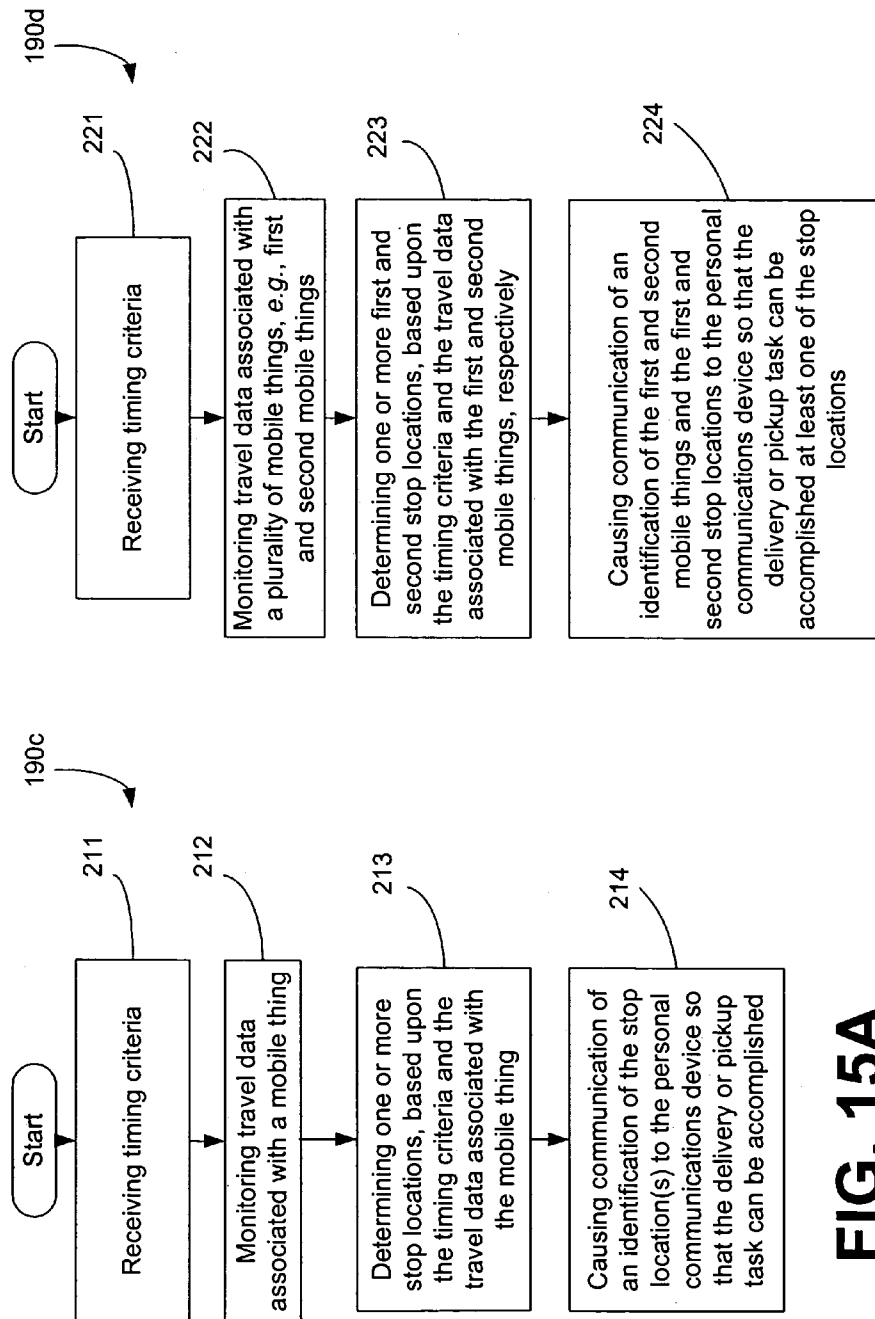 190c
Start
211
Receiving timing criteria
212
Monitoring travel data
associated with a mobile thing
213
Determining one or more
stop locations, based upon
the timing criteria and the
travel data associated with
the mobile thing
214
Causing communication of
an identification of the stop
location(s) to the personal
communications device so
that the delivery or pickup
task can be accomplished
FIG. 15A
190d
Start
221
Receiving timing criteria
222
Monitoring travel data associated with
a plurality of mobile things, e.g., first
and second mobile things
223
Determining one or more first and
second stop locations, based upon
the timing criteria and the travel data
associated with the first and second
mobile things, respectively
224
Causing communication of an
identification of the first and second
mobile things and the first and
second stop locations to the personal
communications device so that the
delivery or pickup task can be
accomplished at least one of the stop
locations